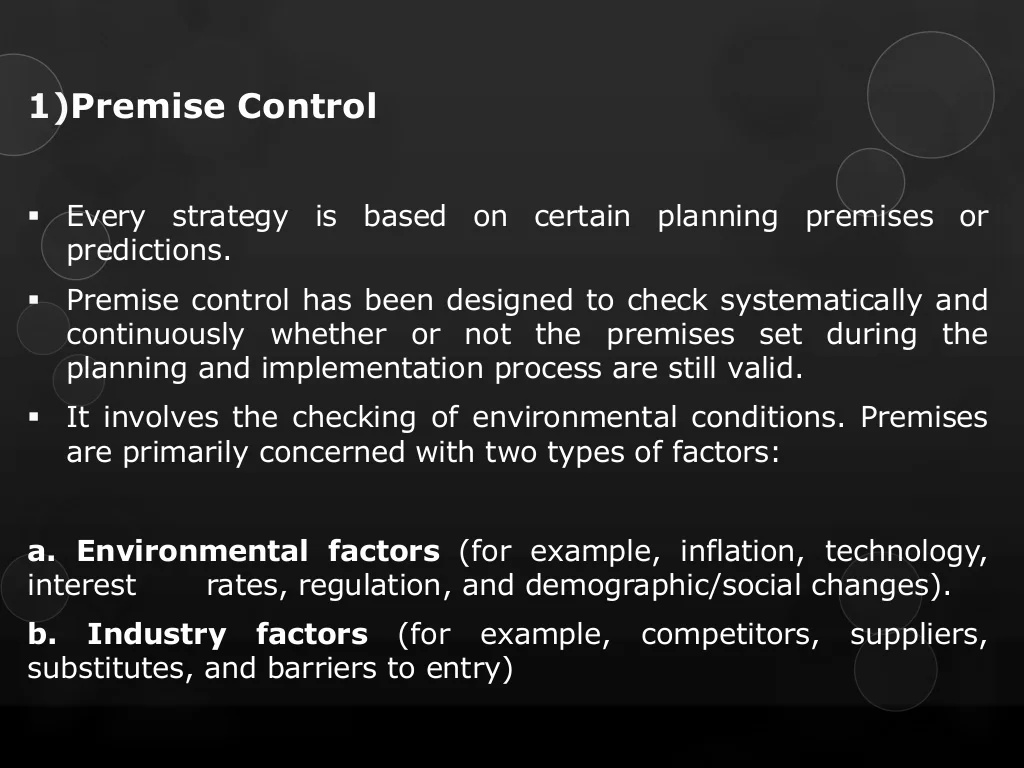 1)Premise Control
▪ Every strategy is based on certain planning premises or
predictions.
▪ Premise control has been designed to check systematically and
continuously whether or not the premises set during the
planning and implementation process are still valid.
▪ It involves the checking of environmental conditions. Premises
are primarily concerned with two types of factors:
a. Environmental factors (for example, inflation, technology,
interest rates, regulation, and demographic/social changes).
b. Industry factors (for example, competitors, suppliers,
substitutes, and barriers to entry)